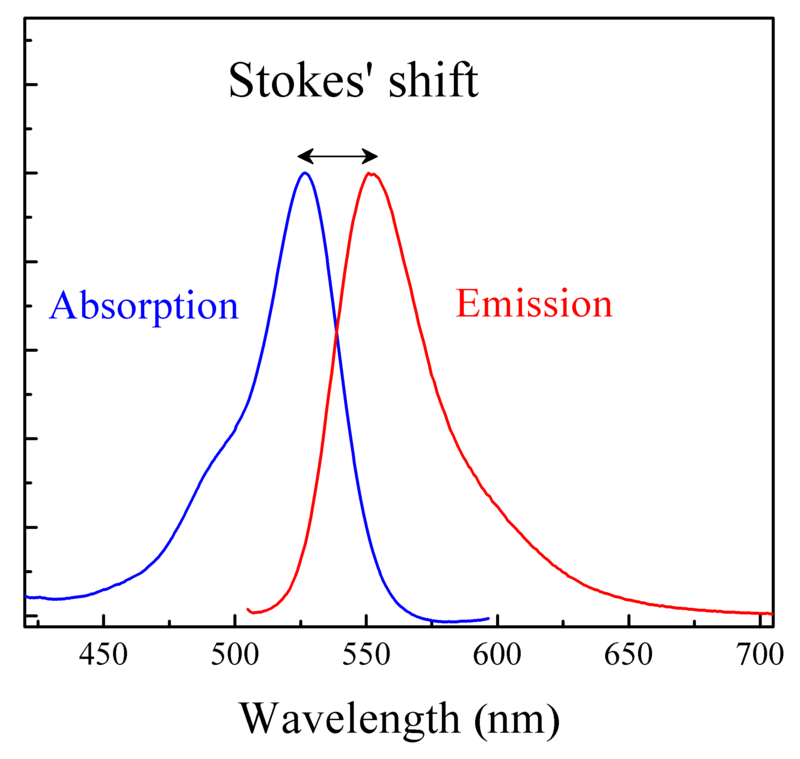 Stokes' shift
Absorption
Emission
450 500 550 600 650 700
Wavelength (nm)